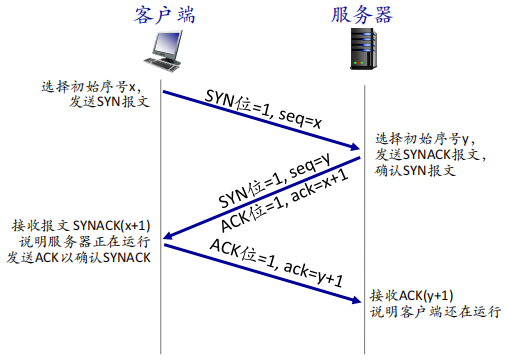 客户端
服务器
选择初始序号x，
发送SYN报文
SYN位=1, seq=x
选择初始序号y，
发送SYNACK报文，
确认SYN报文
SYN位=1, seq=y
ACK位=1, ack=x+1
接收报文 SYNACK(x+1)
说明服务器正在运行
发送ACK以确认SYNACK
ACK位=1, ack=y+1
接收ACK(y+1)
说明客户端还在运行